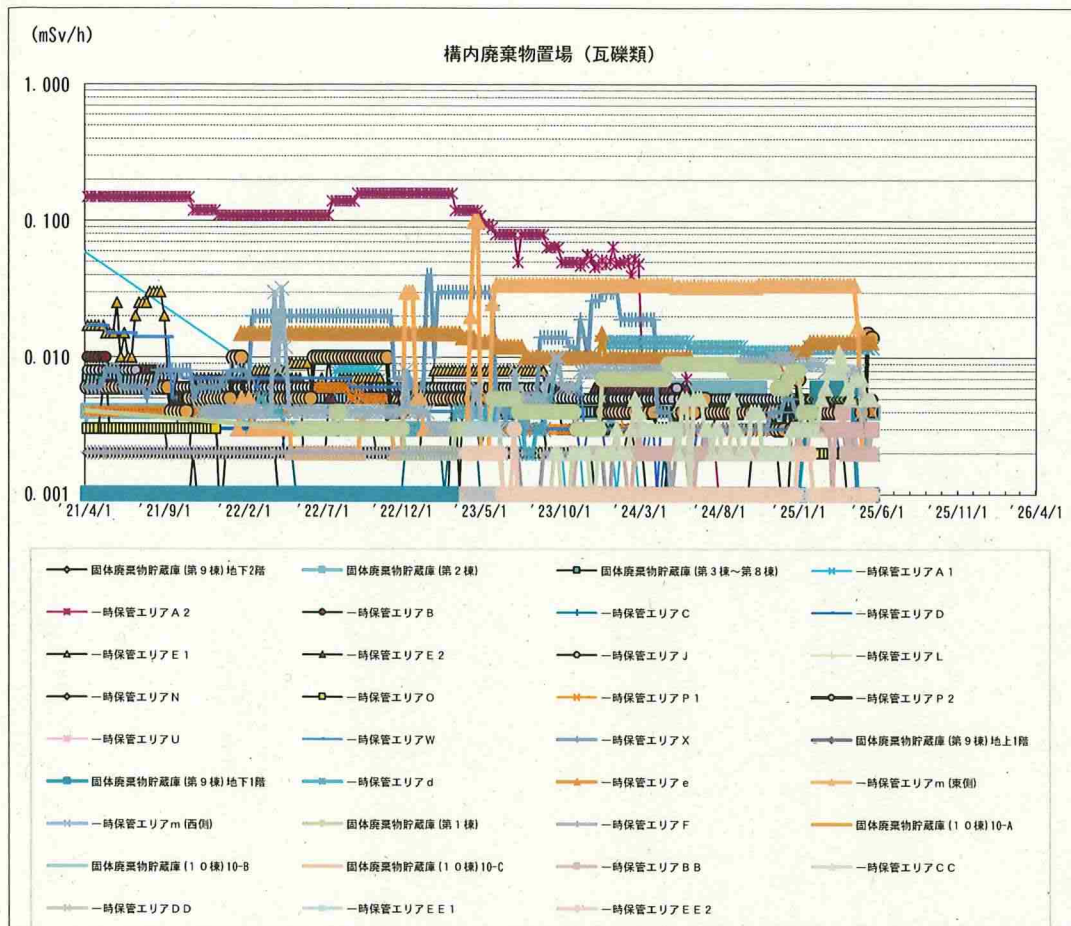 (mSv/h)
構内廃棄物置場 (瓦礫類)
1.000
0.100
0.010
0.001
'21/4/1 '21/9/1 '22/2/1 '22/7/1 '22/12/1 '23/5/1 '23/10/1 '24/3/1 '24/8/1 '25/1/1 '25/6/1 '25/11/1 '26/4/1
固体廃棄物貯蔵庫(第9棟)地下2階 固体廃棄物貯蔵庫(第2棟) 固体廃棄物貯蔵庫(第3棟~第8棟) 一時保管エリアA1
一時保管エリアA2 一時保管エリアB 一時保管エリアC 一時保管エリアD
一時保管エリアE1 一時保管エリアE2 一時保管エリアJ 一時保管エリアL
一時保管エリアN 一時保管エリアO 一時保管エリアP1 一時保管エリアP2
一時保管エリアU 一時保管エリアW 一時保管エリアX 固体廃棄物貯蔵庫(第9棟)地上1階
固体廃棄物貯蔵庫(第9棟)地下1階 一時保管エリアd 一時保管エリアe 一時保管エリアm(東側)
一時保管エリアm(西側) 固体廃棄物貯蔵庫(第1棟) 一時保管エリアF 固体廃棄物貯蔵庫(10棟)10-A
固体廃棄物貯蔵庫(10棟)10-B 固体廃棄物貯蔵庫(10棟)10-C 一時保管エリアBB 一時保管エリアCC
一時保管エリアDD 一時保管エリアEE1 一時保管エリアEE2